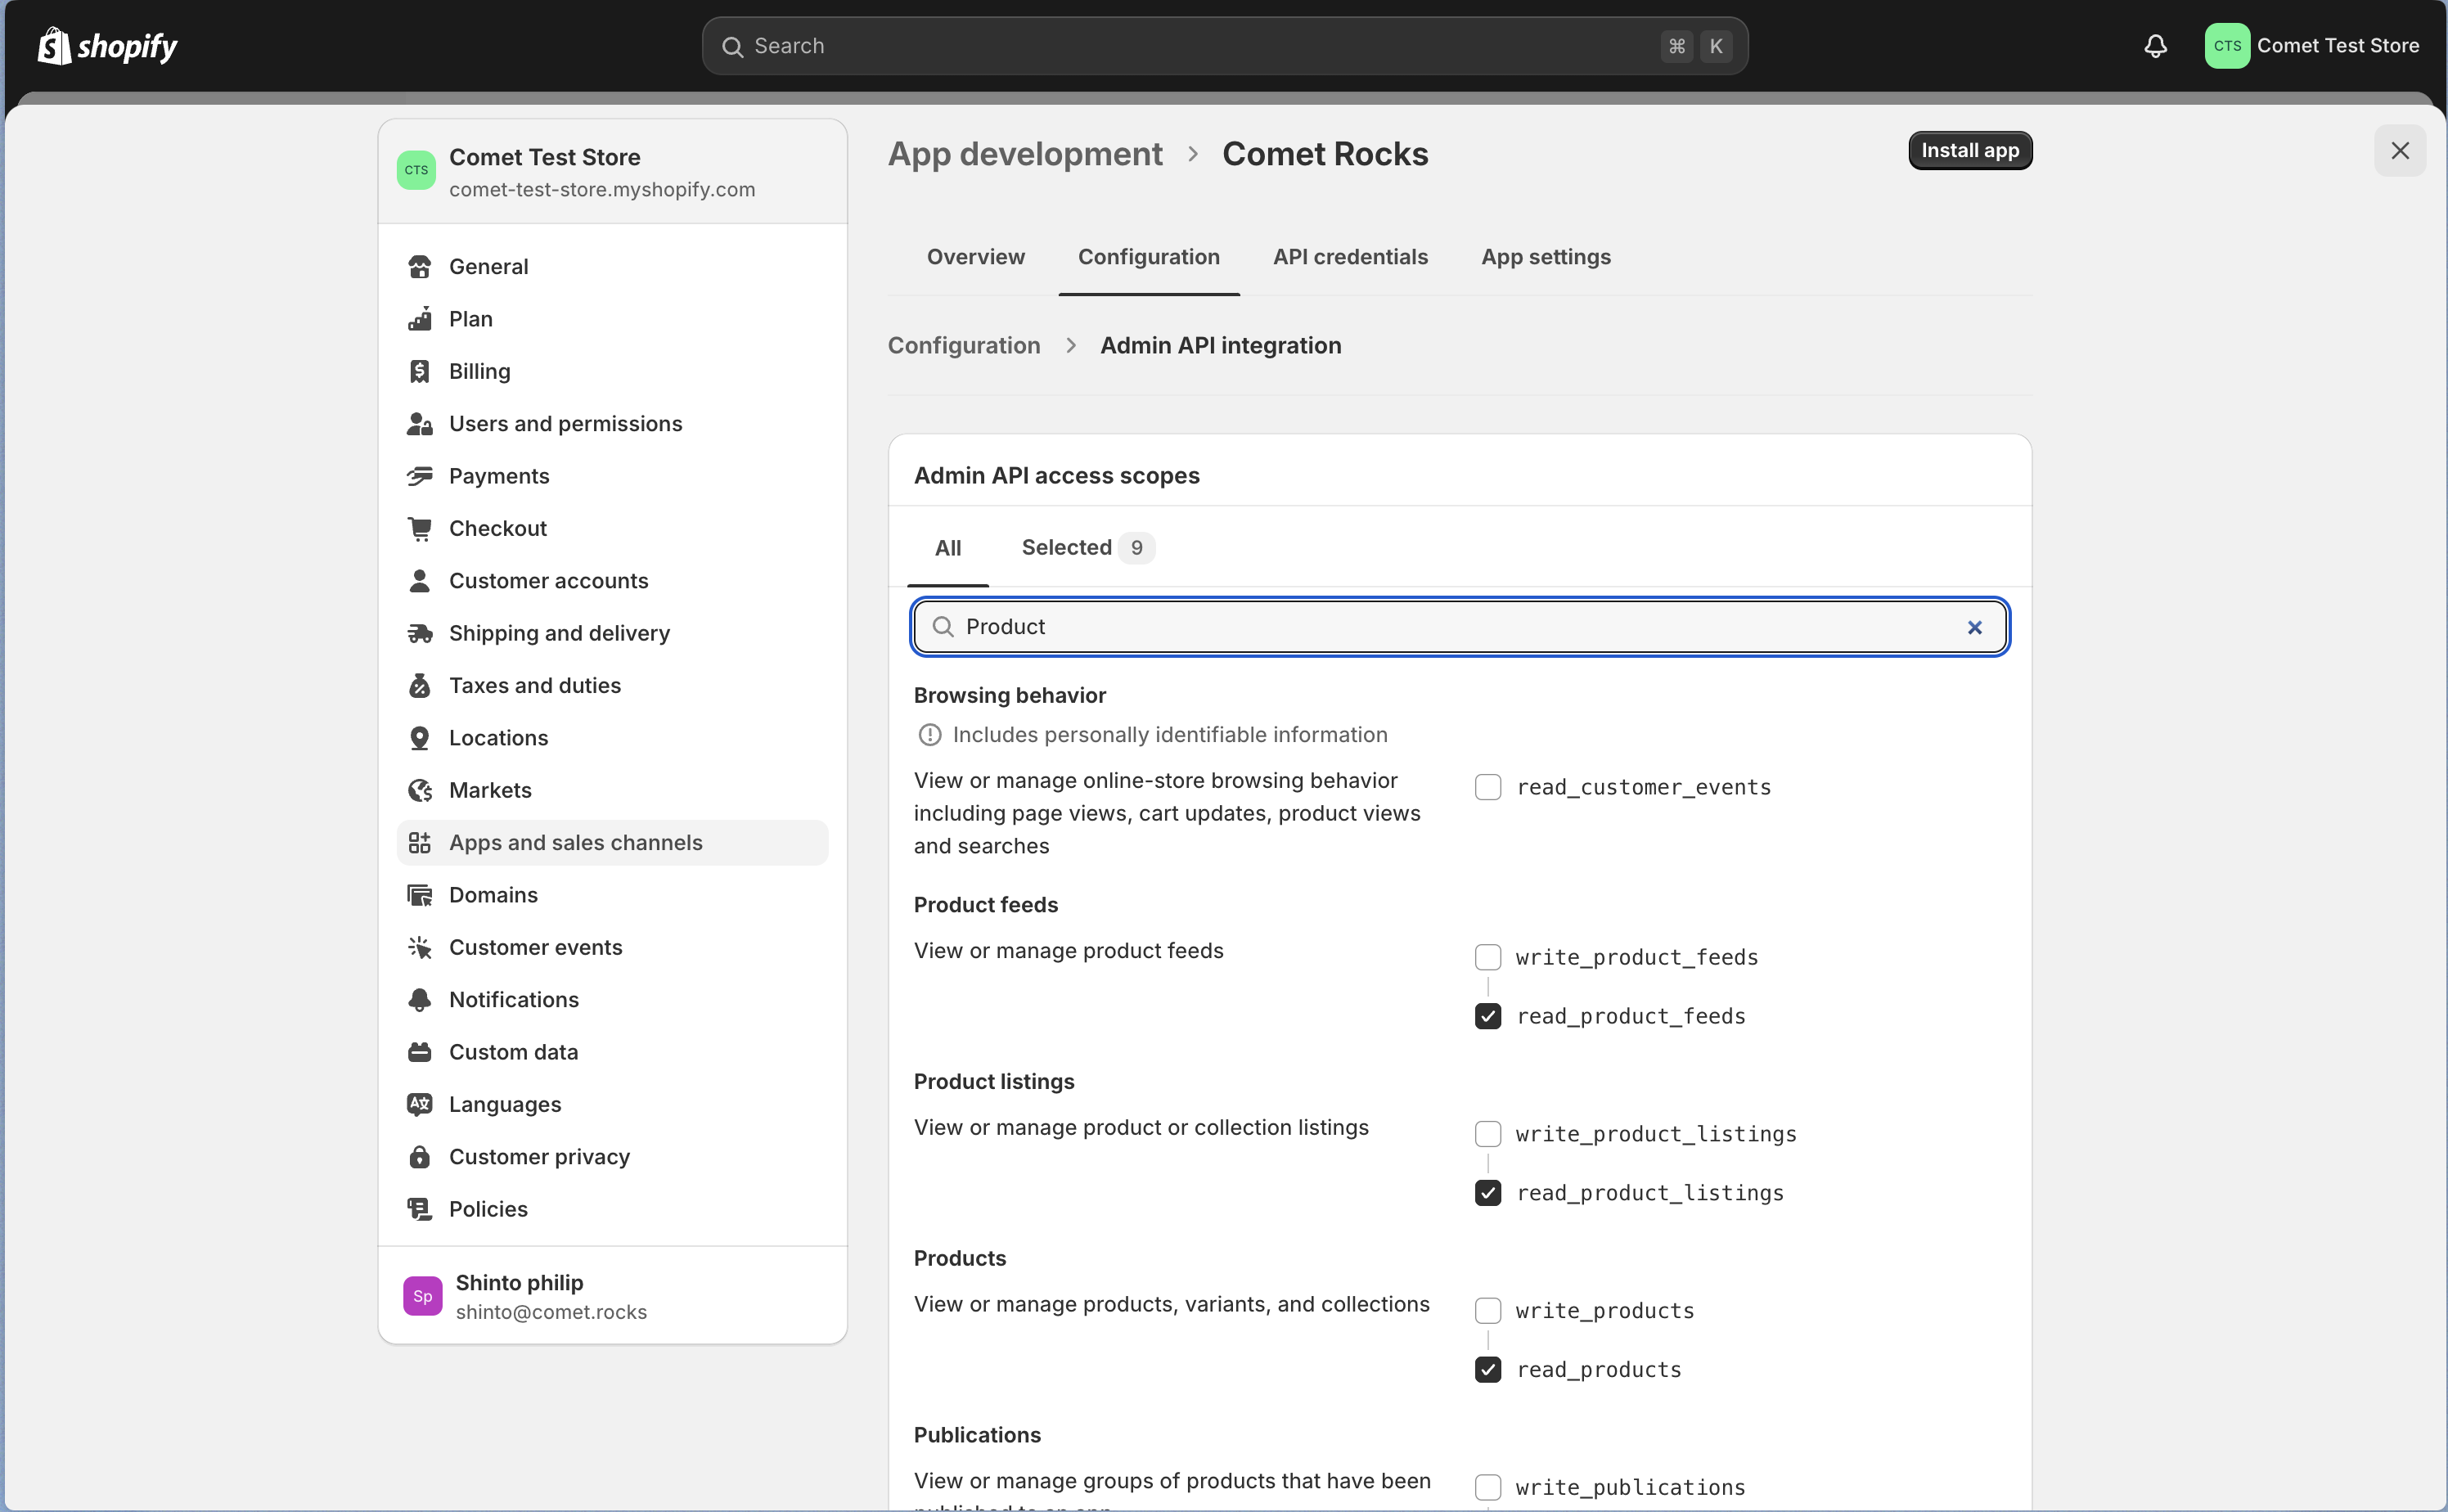 shopify
Search
⌘ K
CTS
Comet Test Store
CTS
Comet Test Store
comet-test-store.myshopify.com
General
Plan
Billing
Users and permissions
Payments
Checkout
Customer accounts
Shipping and delivery
Taxes and duties
Locations
Markets
Apps and sales channels
Domains
Customer events
Notifications
Custom data
Languages
Customer privacy
Policies
Sp
Shinto philip
shinto@comet.rocks
App development > Comet Rocks
Install app
Overview
Configuration
API credentials
App settings
Configuration > Admin API integration
Admin API access scopes
All
Selected 9
Product
Browsing behavior
Includes personally identifiable information
View or manage online-store browsing behavior
including page views, cart updates, product views
and searches
read_customer_events
Product feeds
View or manage product feeds
write_product_feeds
read_product_feeds
Product listings
View or manage product or collection listings
write_product_listings
read_product_listings
Products
View or manage products, variants, and collections
write_products
read_products
Publications
View or manage groups of products that have been
write_publications